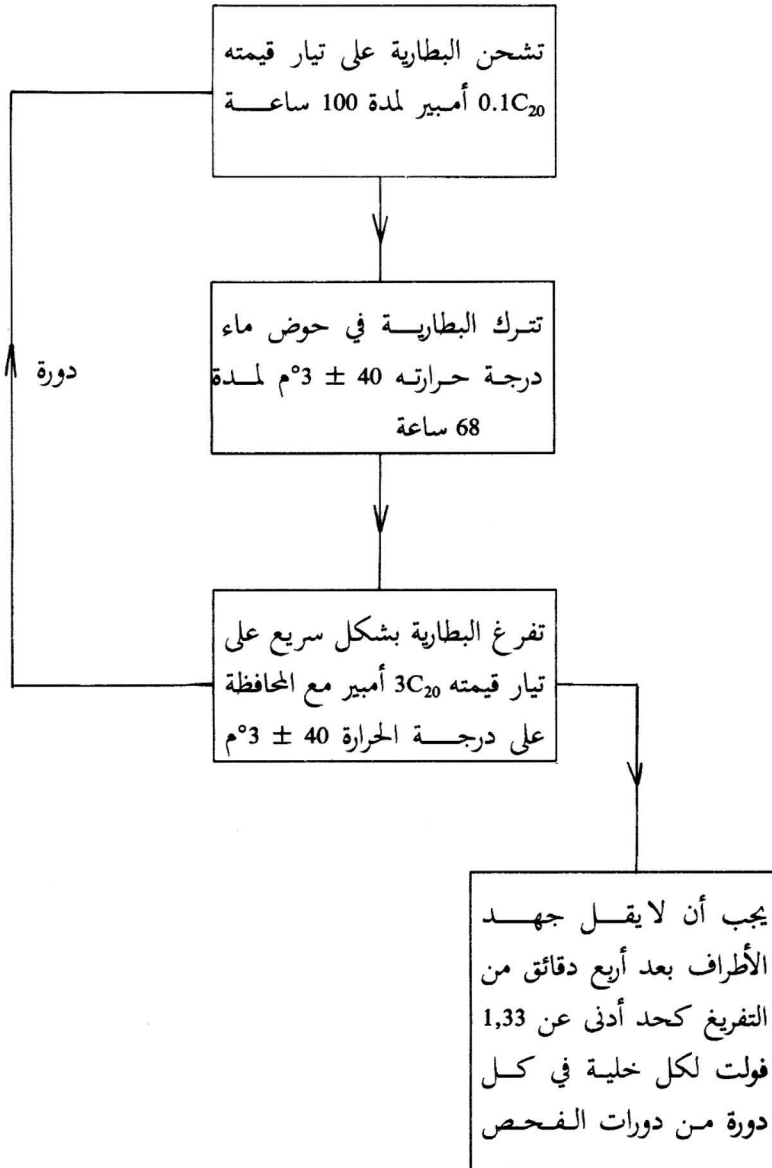 تشحن البطارية على تيار قيمته
0.1C₂₀ أمبير لمدة 100 ساعة
تترك البطارية في حوض ماء
درجة حرارته 40 ± 3°م لمدة
68 ساعة
دورة
تفرغ البطارية بشكل سريع على
تيار قيمته 3C₂₀ أمبير مع المحافظة
على درجة الحرارة 40 ± 3°م
يجب أن لا يقل جهد
الأطراف بعد أربع دقائق من
التفريغ كحد أدنى عن 1,33
فولت لكل خلية في كل
دورة من دورات الفحص